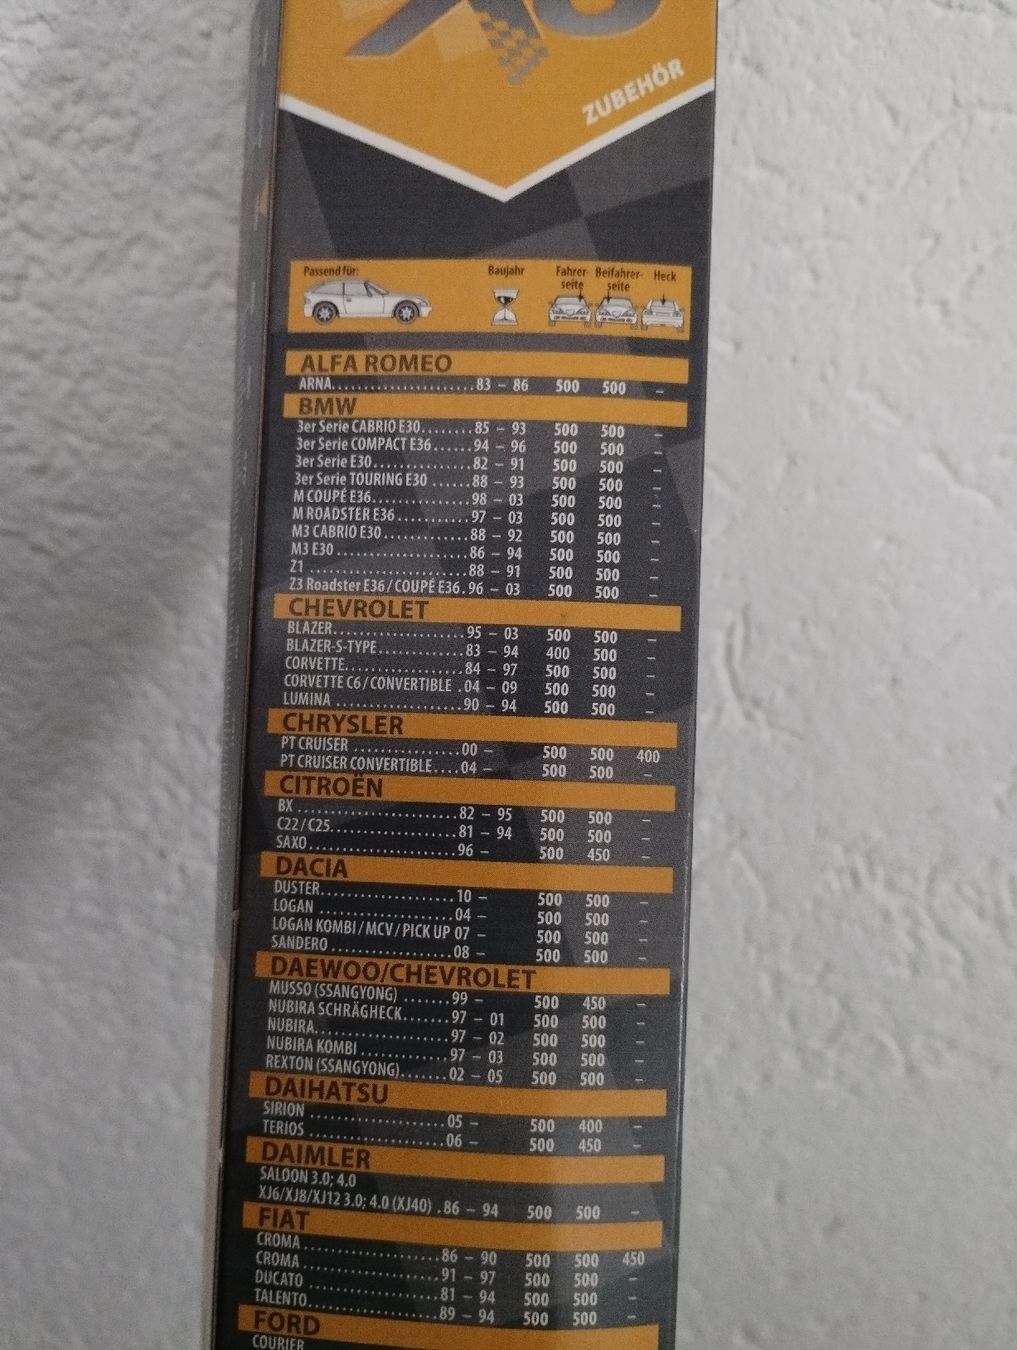 ZUBEHÖR
Passend für: Baujahr Fahrer-seite Beifahrer-seite Heck
ALFA ROMEO
ARNA......................83 – 86 500 500 –
BMW
3er Serie CABRIO E30........85 – 93 500 500 –
3er Serie COMPACT E36......94 – 96 500 500 –
3er Serie E30...............82 – 91 500 500 –
3er Serie TOURING E30 ......88 – 93 500 500 –
M COUPÉ E36...............98 – 03 500 500 –
M ROADSTER E36...........97 – 03 500 500 –
M3 CABRIO E30.............88 – 92 500 500 –
M3 E30....................86 – 94 500 500 –
Z1 ........................88 – 91 500 500 –
Z3 Roadster E36/COUPÉ E36.96 – 03 500 500 –
CHEVROLET
BLAZER....................95 – 03 500 500 –
BLAZER-S-TYPE.............83 – 94 400 500 –
CORVETTE..................84 – 97 500 500 –
CORVETTE C6/CONVERTIBLE .04 – 09 500 500 –
LUMINA ...................90 – 94 500 500 –
CHRYSLER
PT CRUISER ................00 – 500 500 400
PT CRUISER CONVERTIBLE....04 – 500 500 –
CITROËN
BX ........................82 – 95 500 500 –
C22/C25...................81 – 94 500 500 –
SAXO......................96 – 500 450 –
DACIA
DUSTER....................10 – 500 500 –
LOGAN ....................04 – 500 500 –
LOGAN KOMBI/MCV/PICK UP 07 – 500 500 –
SANDERO ..................08 – 500 500 –
DAEWOO/CHEVROLET
MUSSO (SSANGYONG) .......99 – 500 450 –
NUBIRA SCHRÄGHECK.......97 – 01 500 500 –
NUBIRA....................97 – 02 500 500 –
NUBIRA KOMBI .............97 – 03 500 500 –
REXTON (SSANGYONG).......02 – 05 500 500 –
DAIHATSU
SIRION ....................05 – 500 400 –
TERIOS ....................06 – 500 450 –
DAIMLER
SALOON 3.0; 4.0
XJ6/XJ8/XJ12 3.0; 4.0 (XJ40) .86 – 94 500 500 –
FIAT
CROMA ....................86 – 90 500 500 450
CROMA ....................91 – 97 500 500 –
DUCATO ...................81 – 94 500 500 –
TALENTO...................89 – 94 500 500 –
FORD
COURIER